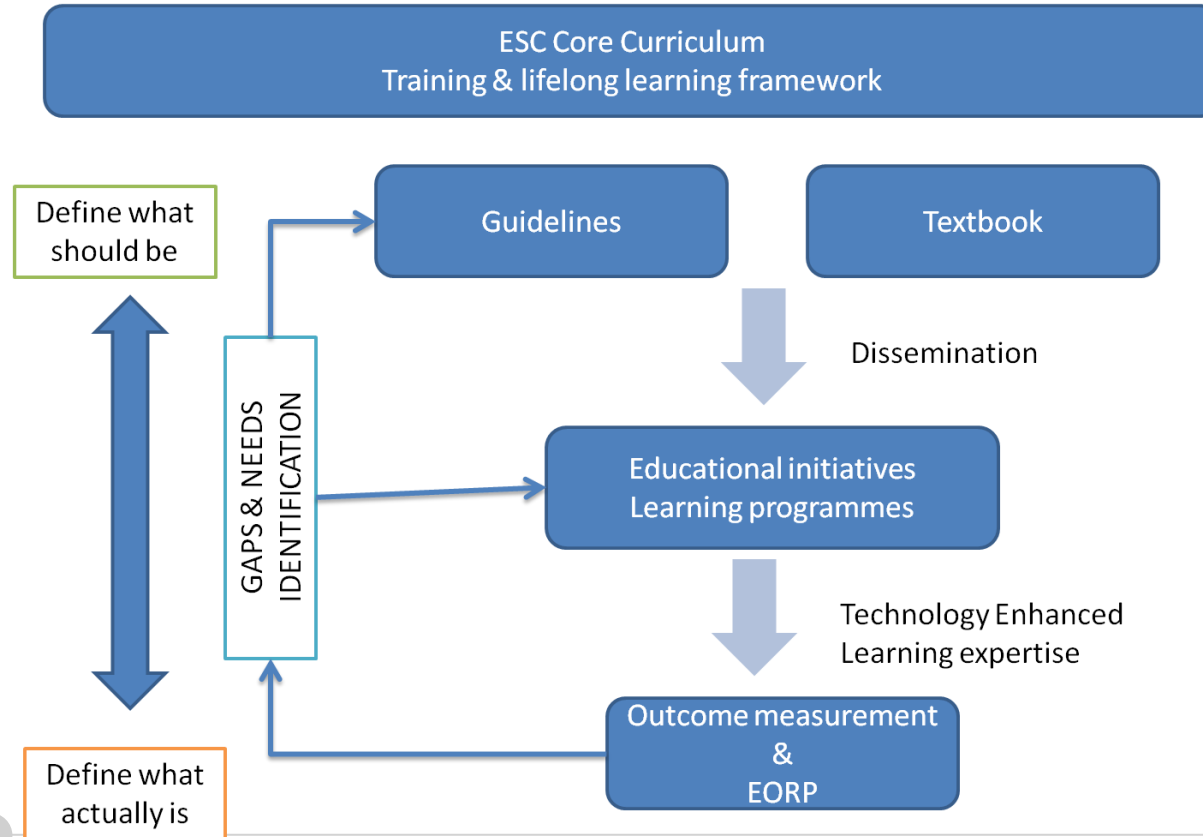 ESC Core Curriculum
Training & lifelong learning framework
Define what
should be
Guidelines
Textbook
Dissemination
GAPS & NEEDS
IDENTIFICATION
Educational initiatives
Learning programmes
Technology Enhanced
Learning expertise
Outcome measurement
&
EORP
Define what
actually is